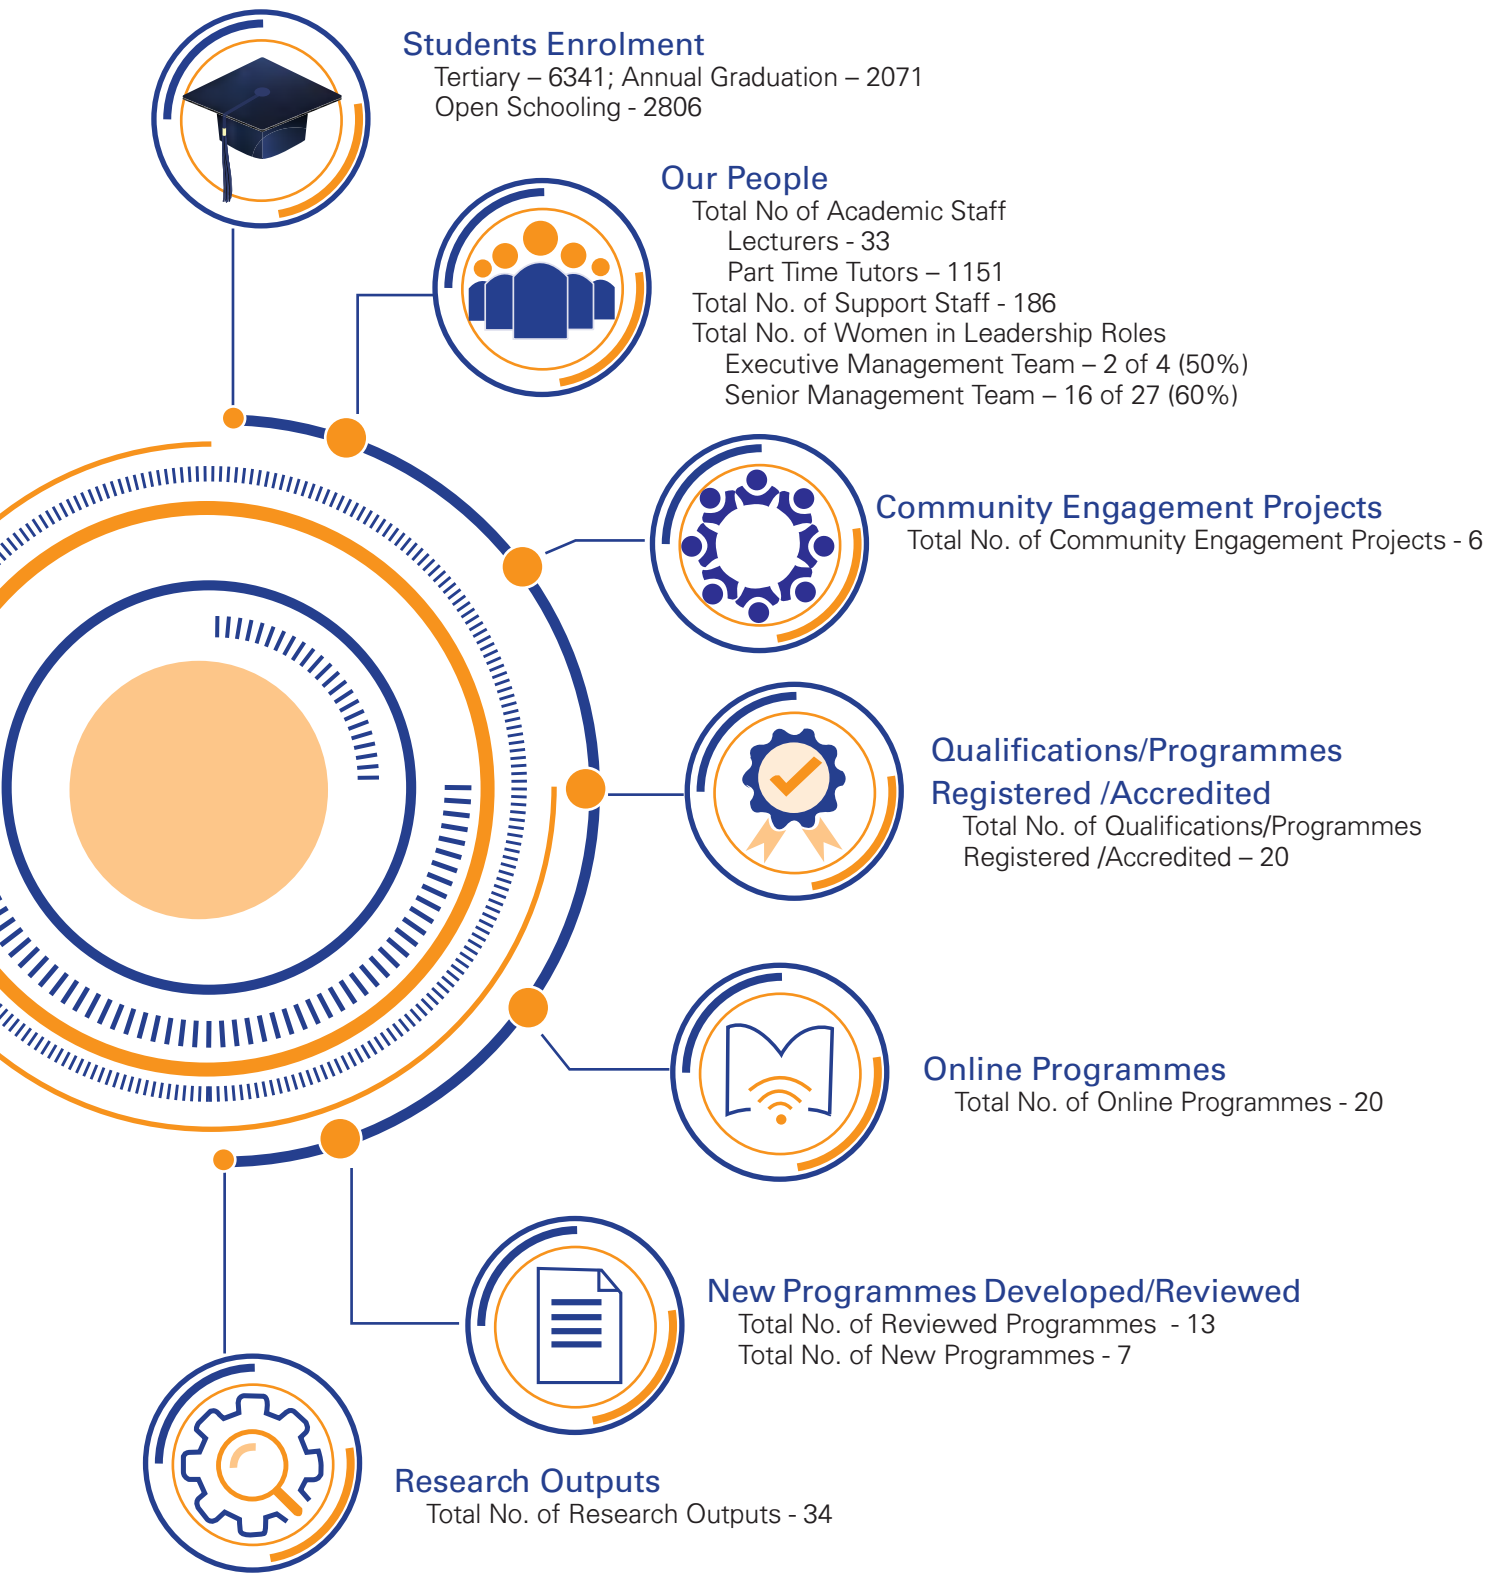 Students Enrolment
Tertiary – 6341; Annual Graduation – 2071
Open Schooling - 2806
Our People
Total No of Academic Staff
Lecturers - 33
Part Time Tutors – 1151
Total No. of Support Staff - 186
Total No. of Women in Leadership Roles
Executive Management Team – 2 of 4 (50%)
Senior Management Team – 16 of 27 (60%)
Community Engagement Projects
Total No. of Community Engagement Projects - 6
Qualifications/Programmes
Registered /Accredited
Total No. of Qualifications/Programmes
Registered /Accredited – 20
Online Programmes
Total No. of Online Programmes - 20
New Programmes Developed/Reviewed
Total No. of Reviewed Programmes - 13
Total No. of New Programmes - 7
Research Outputs
Total No. of Research Outputs - 34